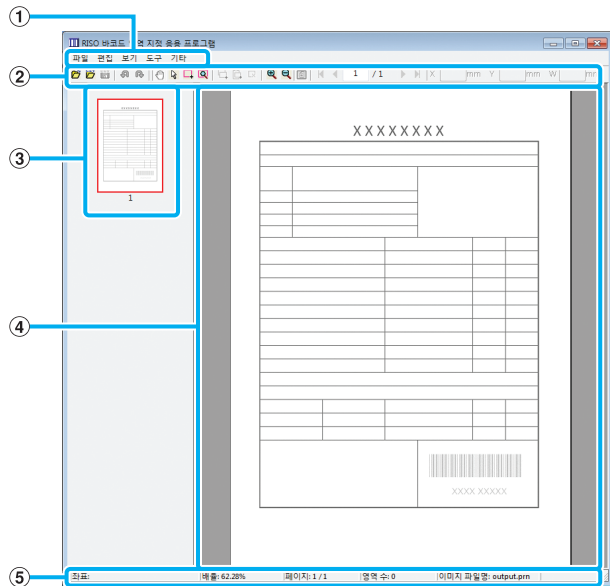 1
RISO 바코드 영역 지정 응용 프로그램
파일 편집 보기 도구 기타
2
1 / 1 X mm Y mm W mr
3
1
XXXXXXXX
4
XXXX XXXXX
5
좌표: 배율: 62.28% 페이지: 1 / 1 영역 수: 0 이미지 파일명: output.prn